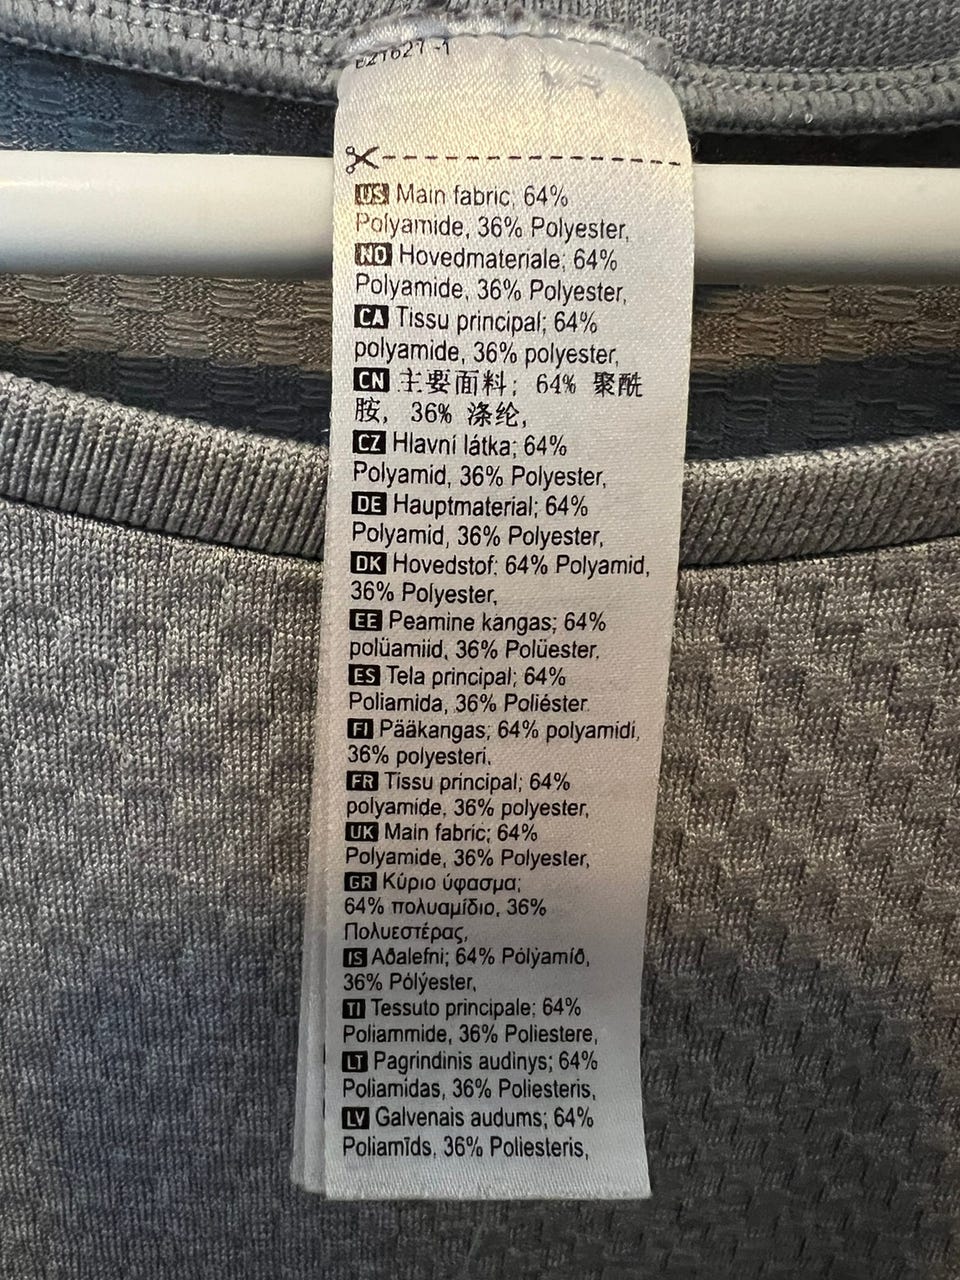 US Main fabric; 64%
Polyamide, 36% Polyester,
NO Hovedmateriale; 64%
Polyamide, 36% Polyester,
CA Tissu principal; 64%
polyamide, 36% polyester,
CN 主要面料; 64% 聚酰
胺, 36% 涤纶,
CZ Hlavní látka; 64%
Polyamid, 36% Polyester,
DE Hauptmaterial; 64%
Polyamid, 36% Polyester,
DK Hovedstof; 64% Polyamid,
36% Polyester,
EE Peamine kangas; 64%
polüamiid, 36% Polüester,
ES Tela principal; 64%
Poliamida, 36% Poliéster
FI Pääkangas; 64% polyamidi,
36% polyesteri,
FR Tissu principal; 64%
polyamide, 36% polyester,
UK Main fabric; 64%
Polyamide, 36% Polyester,
GR Κύριο ύφασμα;
64% πολυαμίδιο, 36%
Πολυεστέρας,
IS Aðalefni; 64% Pólýamíð,
36% Pólýester,
TI Tessuto principale; 64%
Poliammide, 36% Poliestere,
LT Pagrindinis audinys; 64%
Poliamidas, 36% Poliesteris,
LV Galvenais audums; 64%
Poliamīds, 36% Poliesteris,